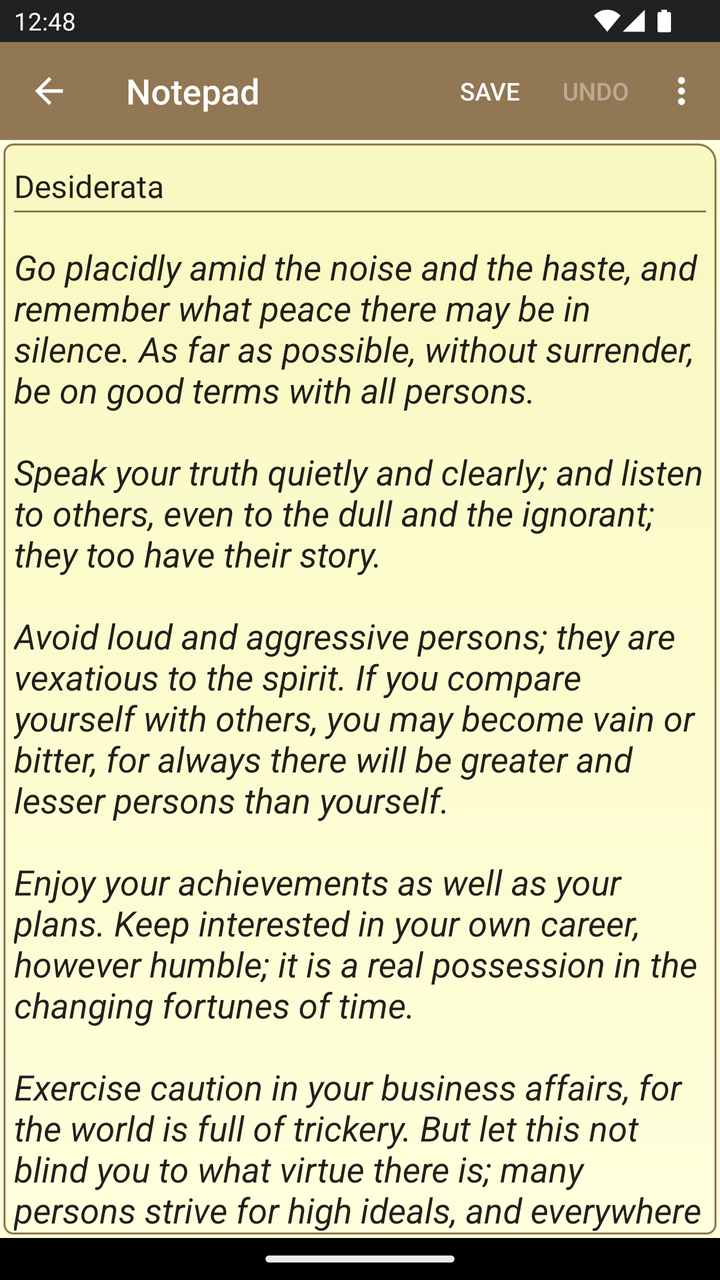 12:48
Notepad SAVE UNDO
Desiderata
Go placidly amid the noise and the haste, and
remember what peace there may be in
silence. As far as possible, without surrender,
be on good terms with all persons.
Speak your truth quietly and clearly; and listen
to others, even to the dull and the ignorant;
they too have their story.
Avoid loud and aggressive persons; they are
vexatious to the spirit. If you compare
yourself with others, you may become vain or
bitter, for always there will be greater and
lesser persons than yourself.
Enjoy your achievements as well as your
plans. Keep interested in your own career,
however humble; it is a real possession in the
changing fortunes of time.
Exercise caution in your business affairs, for
the world is full of trickery. But let this not
blind you to what virtue there is; many
persons strive for high ideals, and everywhere